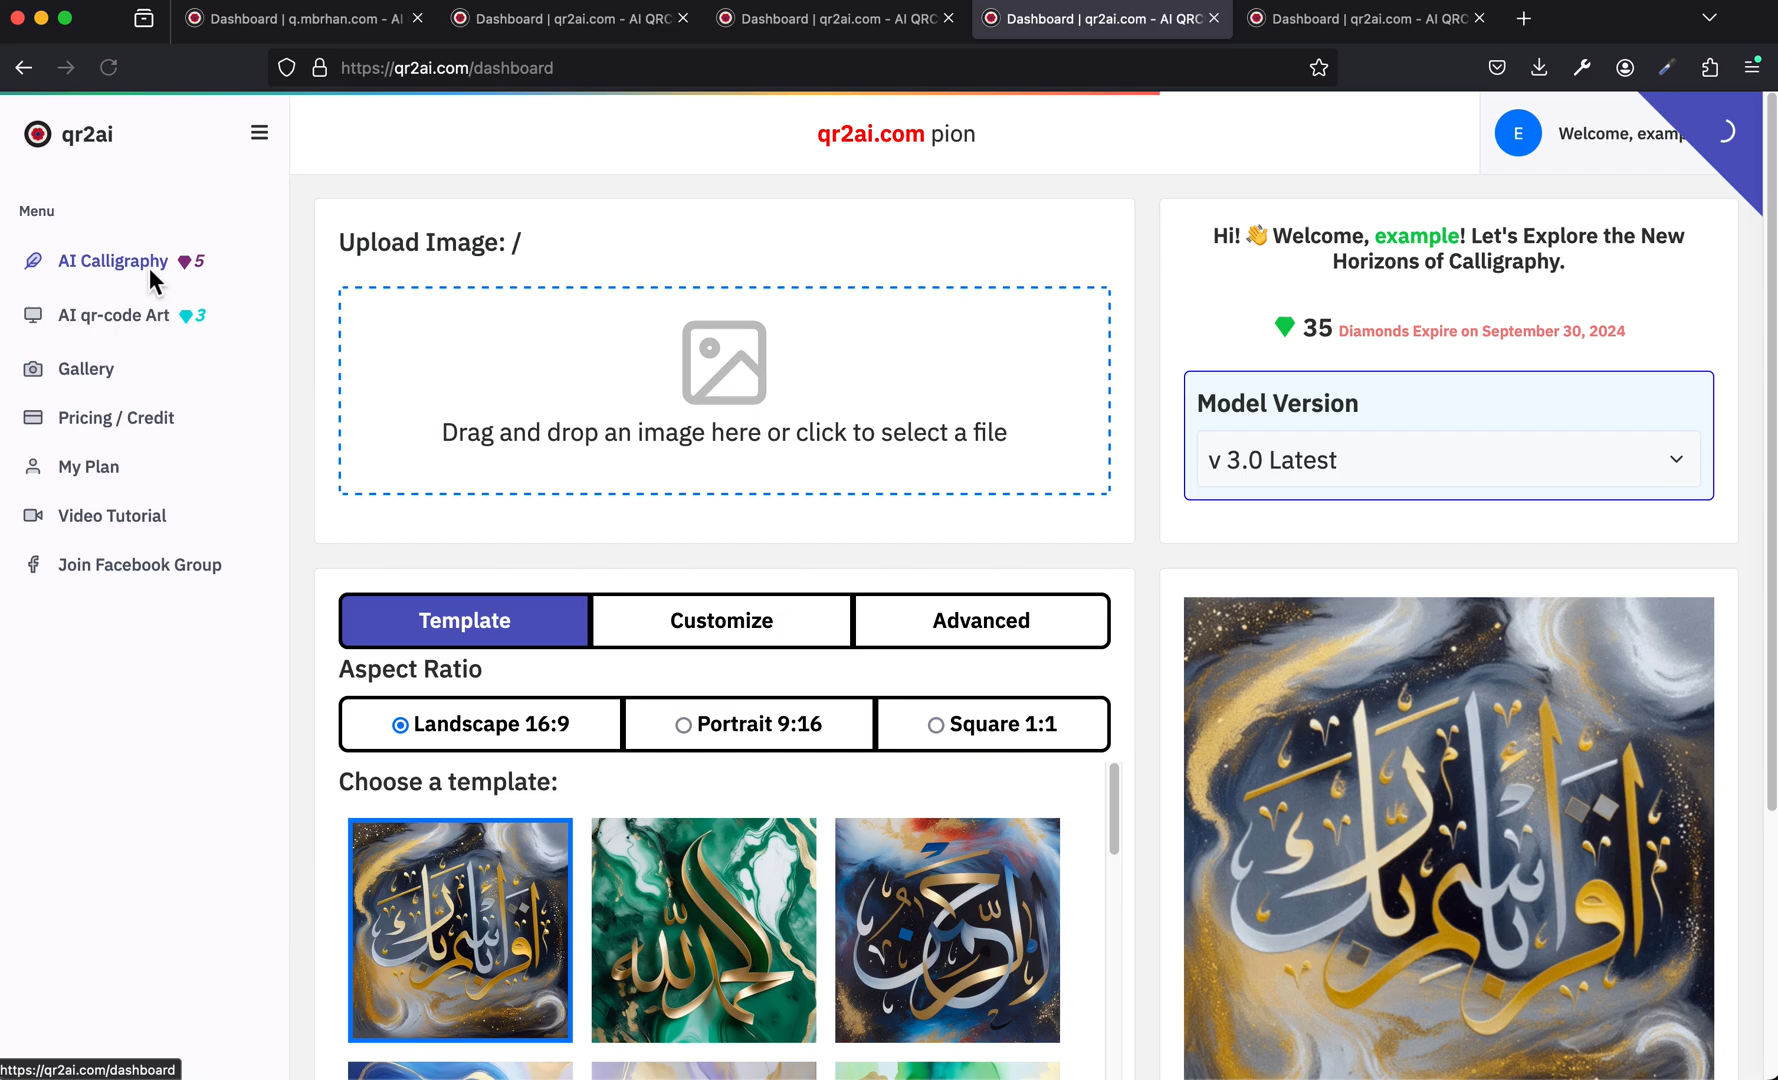 Dashboard | q.mbrhan.com - AI
Dashboard | qr2ai.com - AI QRC
Dashboard | qr2ai.com - AI QRC
Dashboard | qr2ai.com - AI QRC
Dashboard | qr2ai.com - AI QRC
https://qr2ai.com/dashboard
qr2ai
qr2ai.com pion
E
Welcome, examp
Menu
AI Calligraphy 5
AI qr-code Art 3
Gallery
Pricing / Credit
My Plan
Video Tutorial
Join Facebook Group
Upload Image: /
Drag and drop an image here or click to select a file
Hi! 👋 Welcome, example! Let's Explore the New
Horizons of Calligraphy.
35 Diamonds Expire on September 30, 2024
Model Version
v 3.0 Latest
Template
Customize
Advanced
Aspect Ratio
Landscape 16:9
Portrait 9:16
Square 1:1
Choose a template:
https://qr2ai.com/dashboard